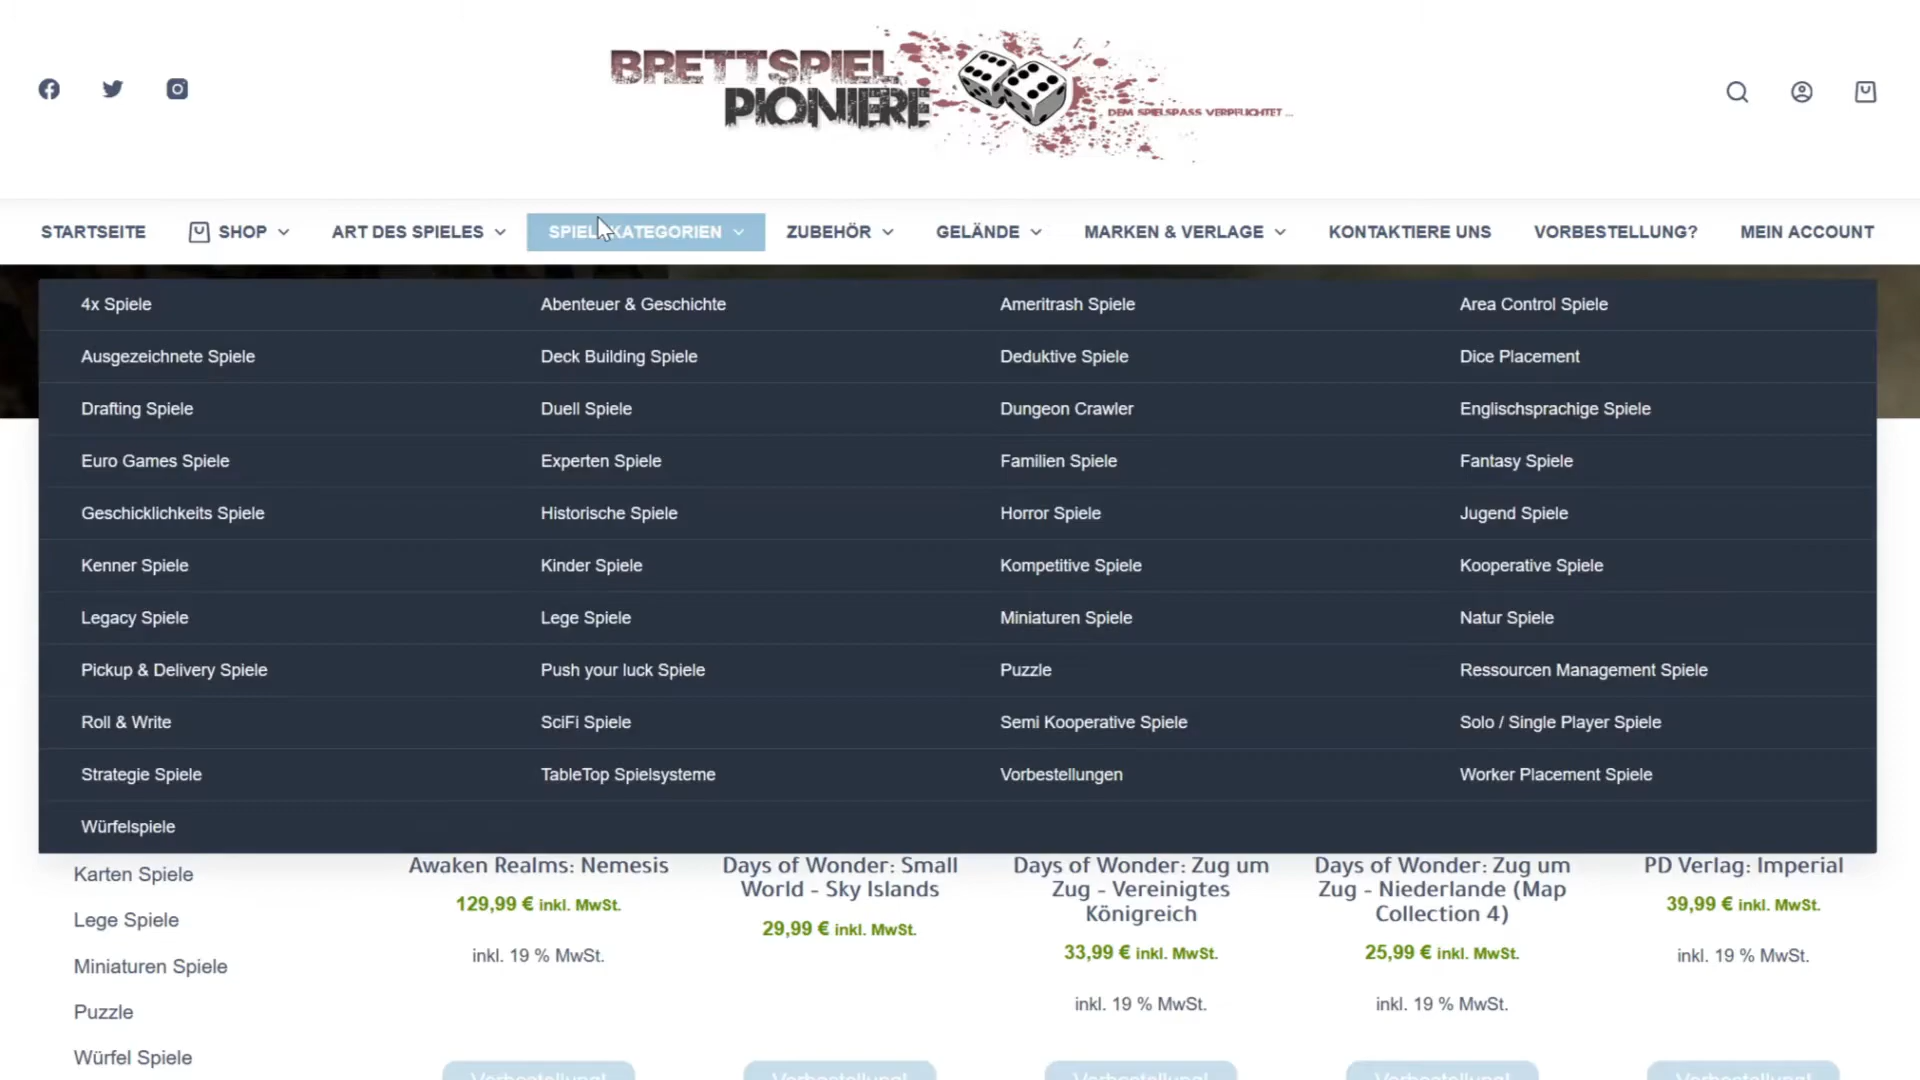 BRETTSPIEL
PIONIERE
DEM SPIELSPASS VERPFLICHTET ...
STARTSEITE SHOP ART DES SPIELES SPIELEKATEGORIEN ZUBEHÖR GELÄNDE MARKEN & VERLAGE KONTAKTIERE UNS VORBESTELLUNG? MEIN ACCOUNT
4x Spiele Abenteuer & Geschichte Ameritrash Spiele Area Control Spiele
Ausgezeichnete Spiele Deck Building Spiele Deduktive Spiele Dice Placement
Drafting Spiele Duell Spiele Dungeon Crawler Englischsprachige Spiele
Euro Games Spiele Experten Spiele Familien Spiele Fantasy Spiele
Geschicklichkeits Spiele Historische Spiele Horror Spiele Jugend Spiele
Kenner Spiele Kinder Spiele Kompetitive Spiele Kooperative Spiele
Legacy Spiele Lege Spiele Miniaturen Spiele Natur Spiele
Pickup & Delivery Spiele Push your luck Spiele Puzzle Ressourcen Management Spiele
Roll & Write SciFi Spiele Semi Kooperative Spiele Solo / Single Player Spiele
Strategie Spiele TableTop Spielsysteme Vorbestellungen Worker Placement Spiele
Würfelspiele
Karten Spiele
Lege Spiele
Miniaturen Spiele
Puzzle
Würfel Spiele
Awaken Realms: Nemesis
129,99 € inkl. MwSt.
inkl. 19 % MwSt.
Vorbestellung!
Days of Wonder: Small
World - Sky Islands
29,99 € inkl. MwSt.
Vorbestellung!
Days of Wonder: Zug um
Zug - Vereinigtes
Königreich
33,99 € inkl. MwSt.
inkl. 19 % MwSt.
Vorbestellung!
Days of Wonder: Zug um
Zug - Niederlande (Map
Collection 4)
25,99 € inkl. MwSt.
inkl. 19 % MwSt.
Vorbestellung!
PD Verlag: Imperial
39,99 € inkl. MwSt.
inkl. 19 % MwSt.
Vorbestellung!